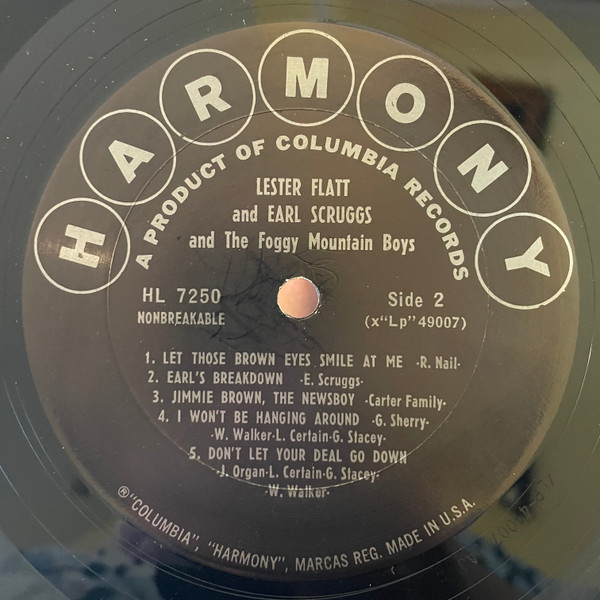 HARMONY
A PRODUCT OF COLUMBIA RECORDS
LESTER FLATT
and EARL SCRUGGS
and The Foggy Mountain Boys
HL 7250
NONBREAKABLE
Side 2
(x"Lp" 49007)
1. LET THOSE BROWN EYES SMILE AT ME -R. Nail-
2. EARL'S BREAKDOWN -E. Scruggs-
3. JIMMIE BROWN, THE NEWSBOY -Carter Family-
4. I WON'T BE HANGING AROUND -G. Sherry-
-W. Walker-L. Certain-G. Stacey-
5. DON'T LET YOUR DEAL GO DOWN
-J. Organ-L. Certain-G. Stacey-
-W. Walker-
® "COLUMBIA", "HARMONY", MARCAS REG. MADE IN U.S.A.